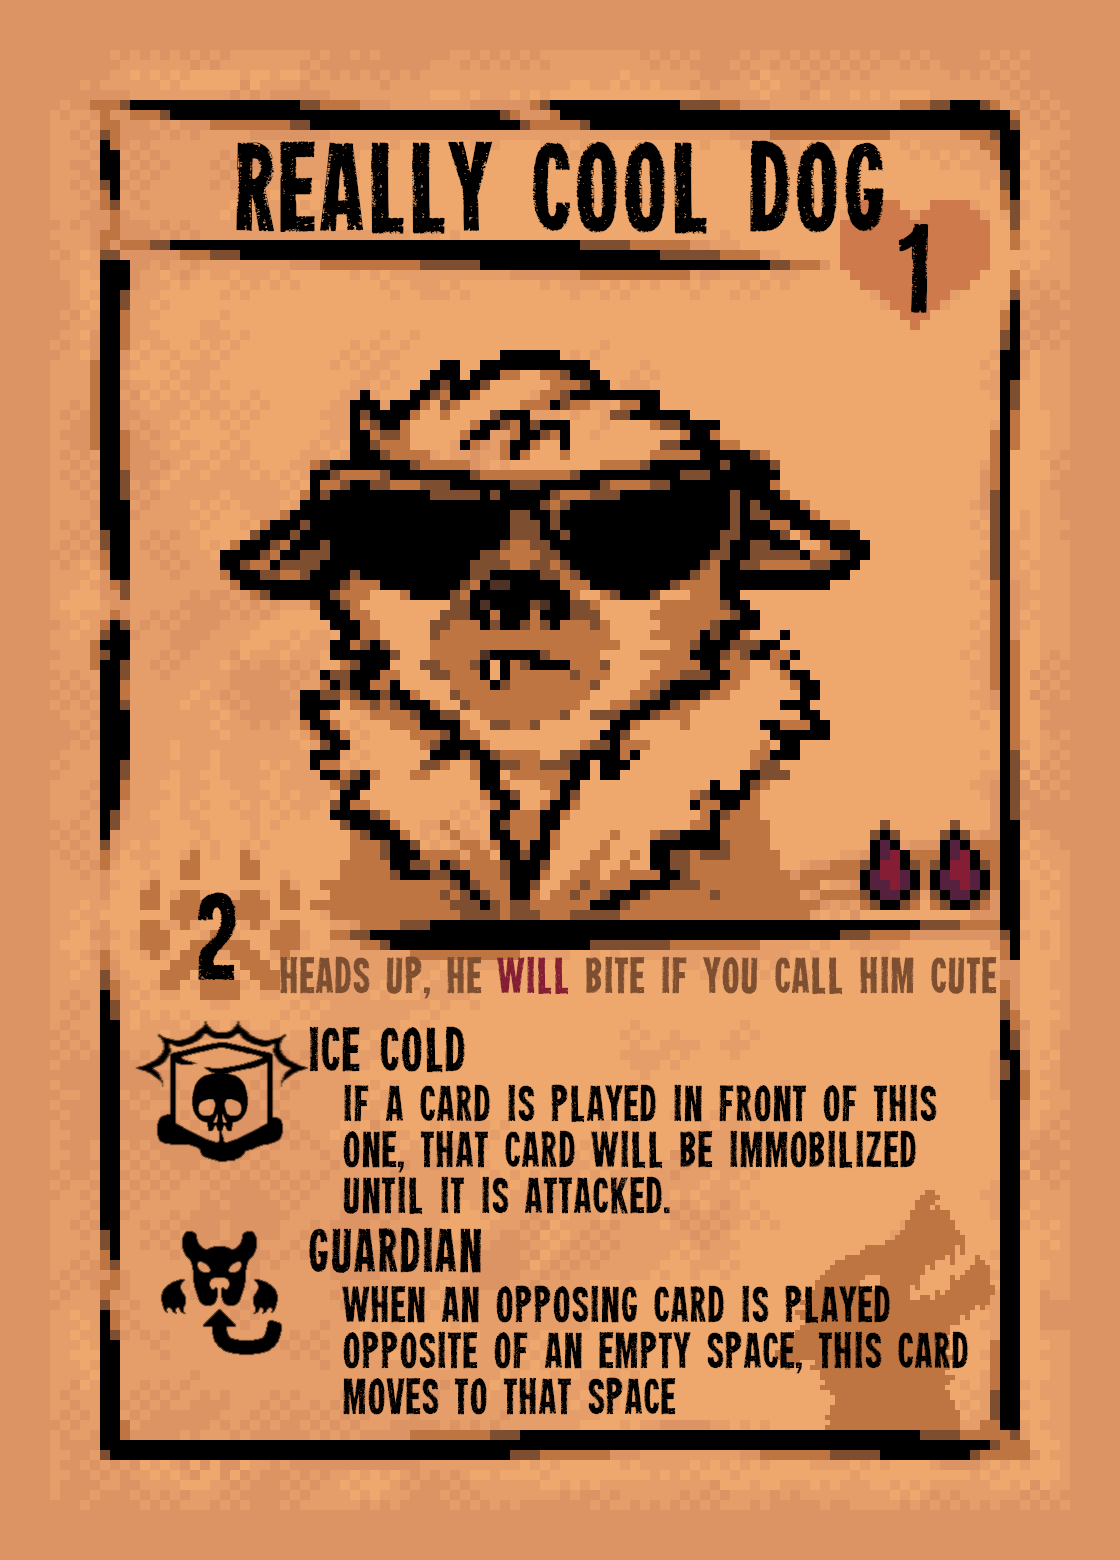 REALLY COOL DOG
1
2
HEADS UP, HE WILL BITE IF YOU CALL HIM CUTE
ICE COLD
IF A CARD IS PLAYED IN FRONT OF THIS
ONE, THAT CARD WILL BE IMMOBILIZED
UNTIL IT IS ATTACKED.
GUARDIAN
WHEN AN OPPOSING CARD IS PLAYED
OPPOSITE OF AN EMPTY SPACE, THIS CARD
MOVES TO THAT SPACE